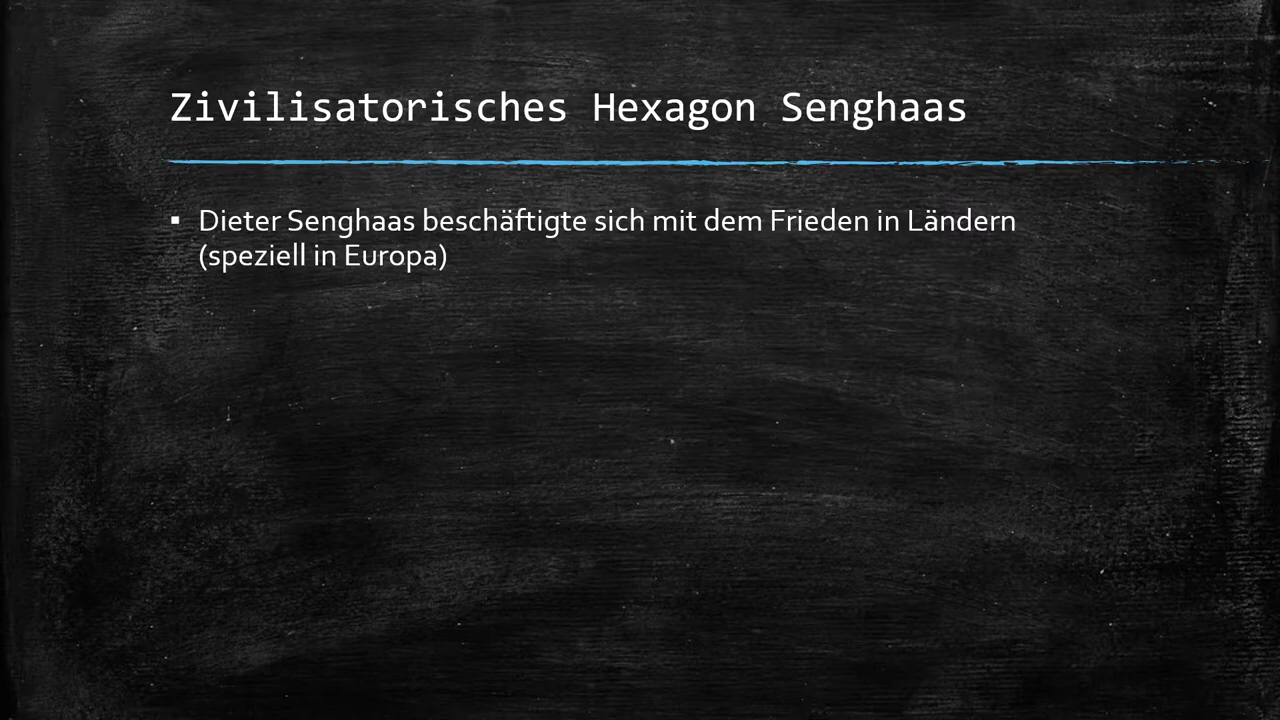 Zivilisatorisches Hexagon Senghaas
▪ Dieter Senghaas beschäftigte sich mit dem Frieden in Ländern
(speziell in Europa)